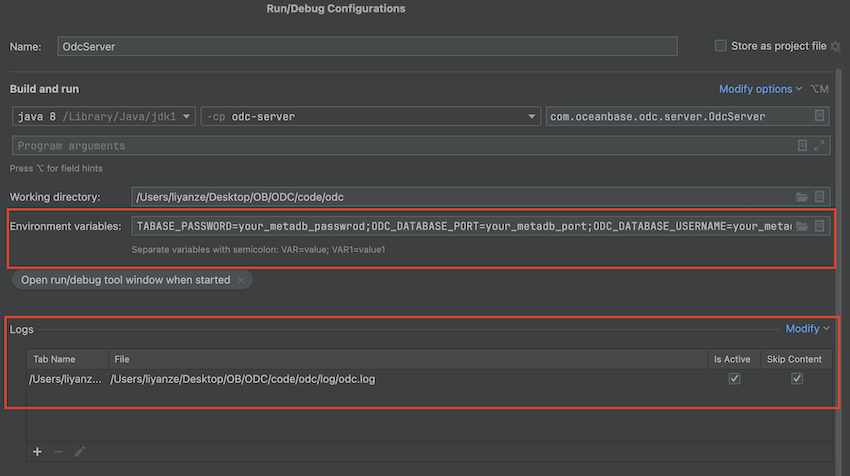 Run/Debug Configurations
Name: OdcServer Store as project file
Build and run Modify options ⌥M
java 8 /Library/Java/jdk1 -cp odc-server com.oceanbase.odc.server.OdcServer
Program arguments
Press ⌥ for field hints
Working directory: /Users/liyanze/Desktop/OB/ODC/code/odc
Environment variables: TABASE_PASSWORD=your_metadb_passwrod;ODC_DATABASE_PORT=your_metadb_port;ODC_DATABASE_USERNAME=your_metad
Separate variables with semicolon: VAR=value; VAR1=value1
Open run/debug tool window when started ×
Logs Modify
Tab Name File Is Active Skip Content
/Users/liyanz... /Users/liyanze/Desktop/OB/ODC/code/odc/log/odc.log